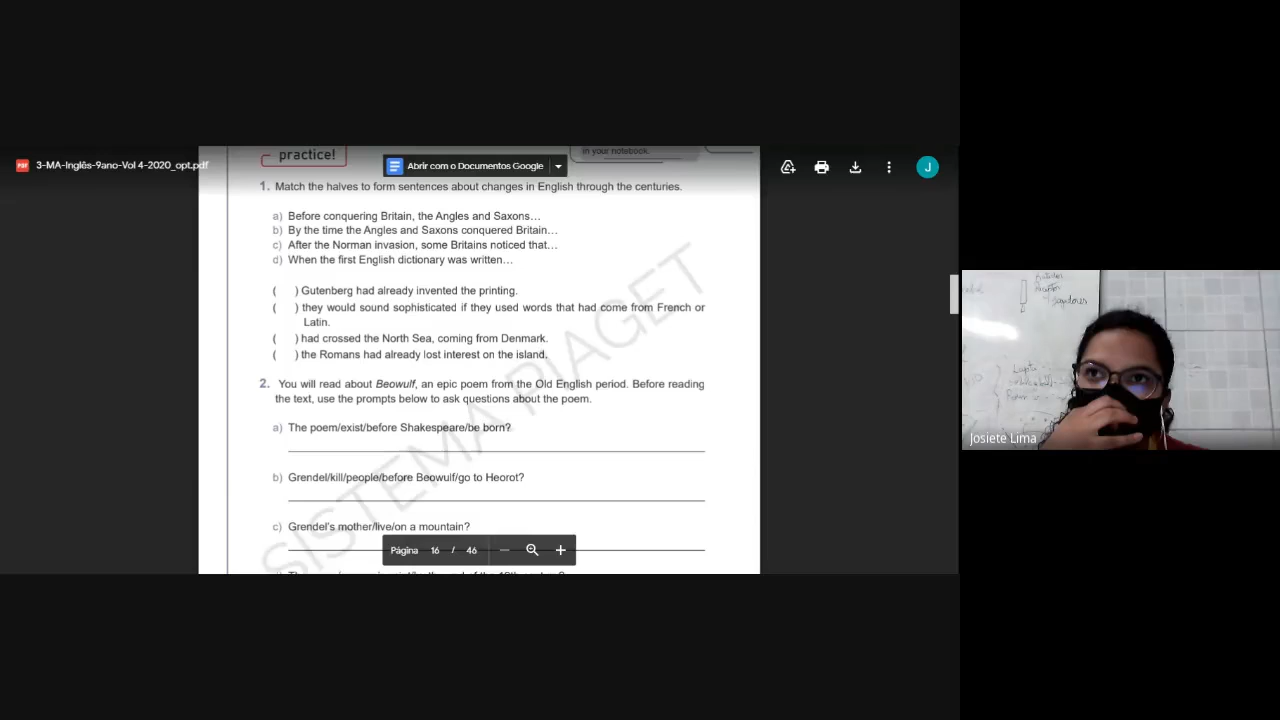 practice!
in your notebook.
3-MA-Inglês-9ano-Vol 4-2020_opt.pdf
Abrir com o Documentos Google
J
1. Match the halves to form sentences about changes in English through the centuries.
a) Before conquering Britain, the Angles and Saxons…
b) By the time the Angles and Saxons conquered Britain…
c) After the Norman invasion, some Britains noticed that…
d) When the first English dictionary was written…
( ) Gutenberg had already invented the printing.
( ) they would sound sophisticated if they used words that had come from French or
Latin.
( ) had crossed the North Sea, coming from Denmark.
( ) the Romans had already lost interest on the island.
2. You will read about Beowulf, an epic poem from the Old English period. Before reading
the text, use the prompts below to ask questions about the poem.
a) The poem/exist/before Shakespeare/be born?
b) Grendel/kill/people/before Beowulf/go to Heorot?
c) Grendel's mother/live/on a mountain?
Página 16 / 46
SISTEMA PIAGET
Josiete Lima